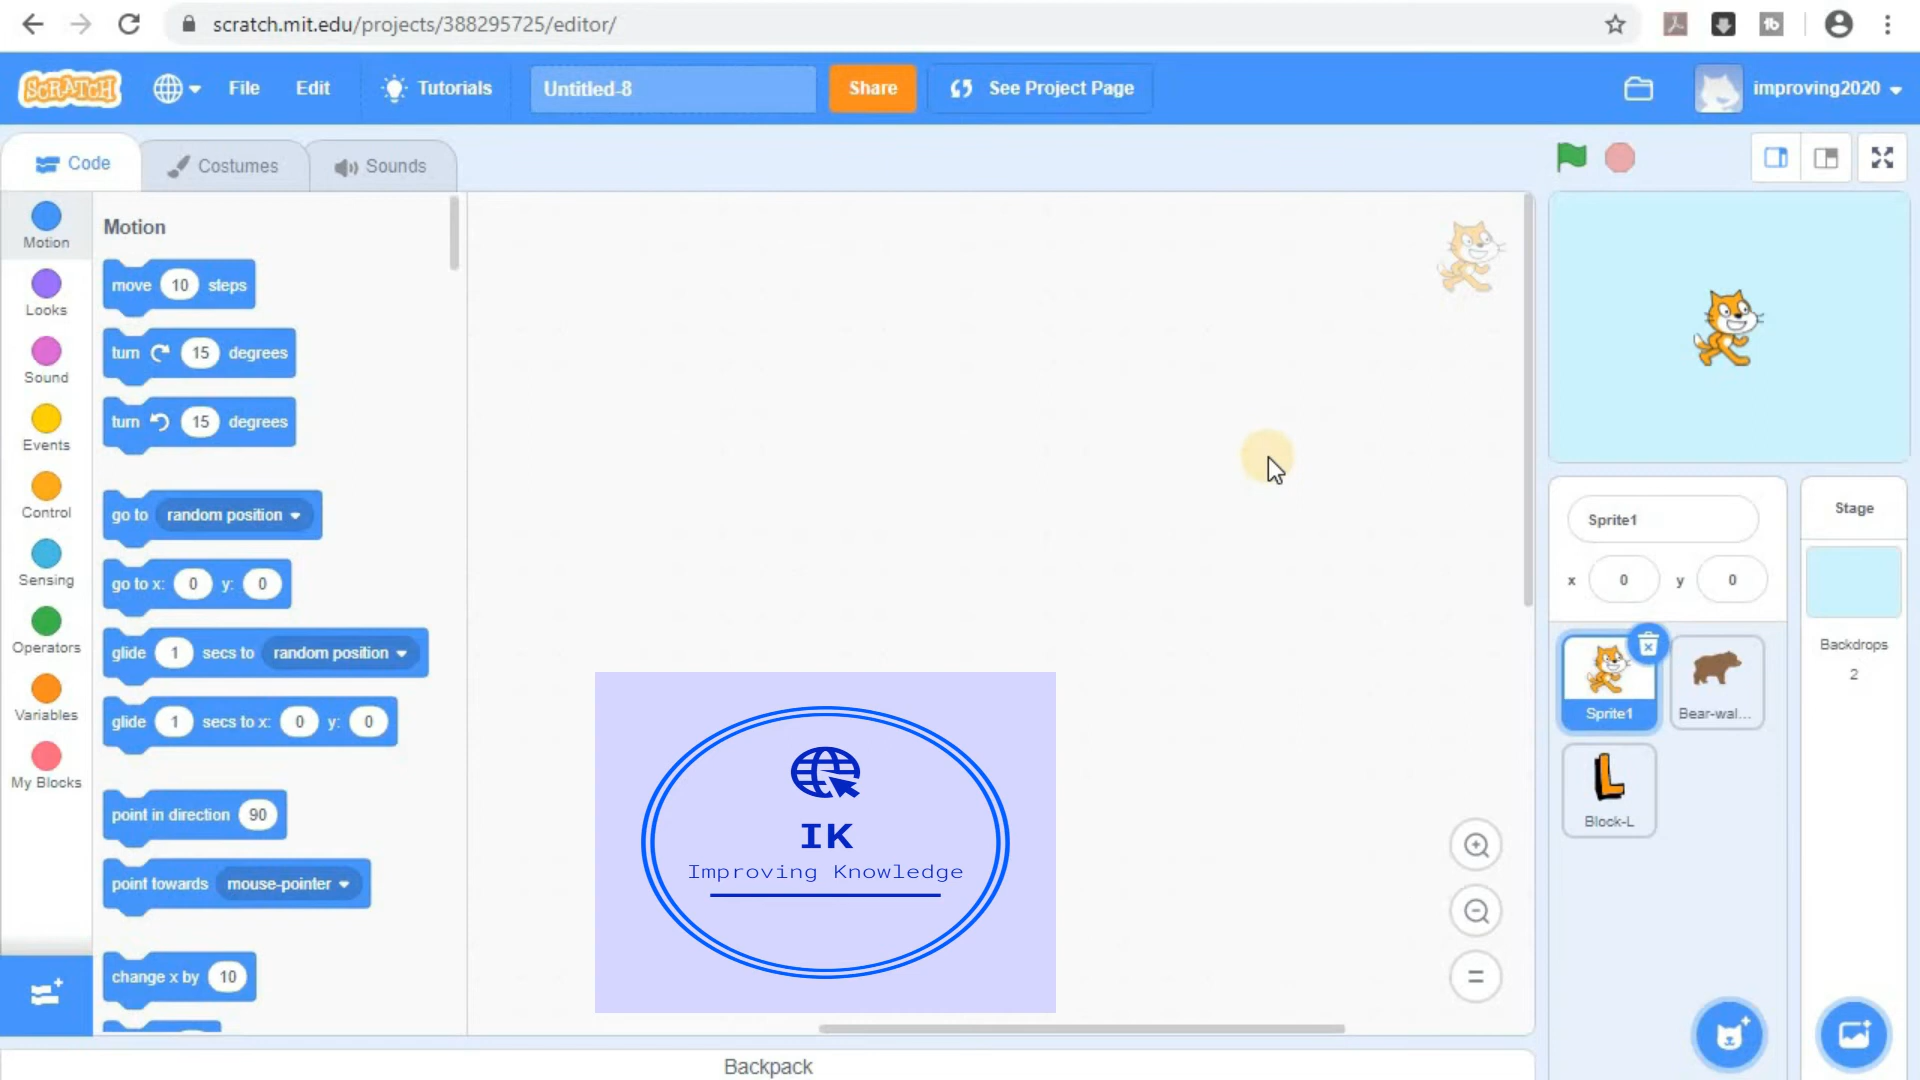 scratch.mit.edu/projects/388295725/editor/
SCRATCH
File
Edit
Tutorials
Untitled-8
Share
See Project Page
improving2020
Code
Costumes
Sounds
Motion
Looks
Sound
Events
Control
Sensing
Operators
Variables
My Blocks
Motion
move 10 steps
turn 15 degrees
turn 15 degrees
go to random position
go to x: 0 y: 0
glide 1 secs to random position
glide 1 secs to x: 0 y: 0
point in direction 90
point towards mouse-pointer
change x by 10
IK
Improving Knowledge
Backpack
Sprite1
x 0 y 0
Sprite1
Bear-wal...
Block-L
Stage
Backdrops
2